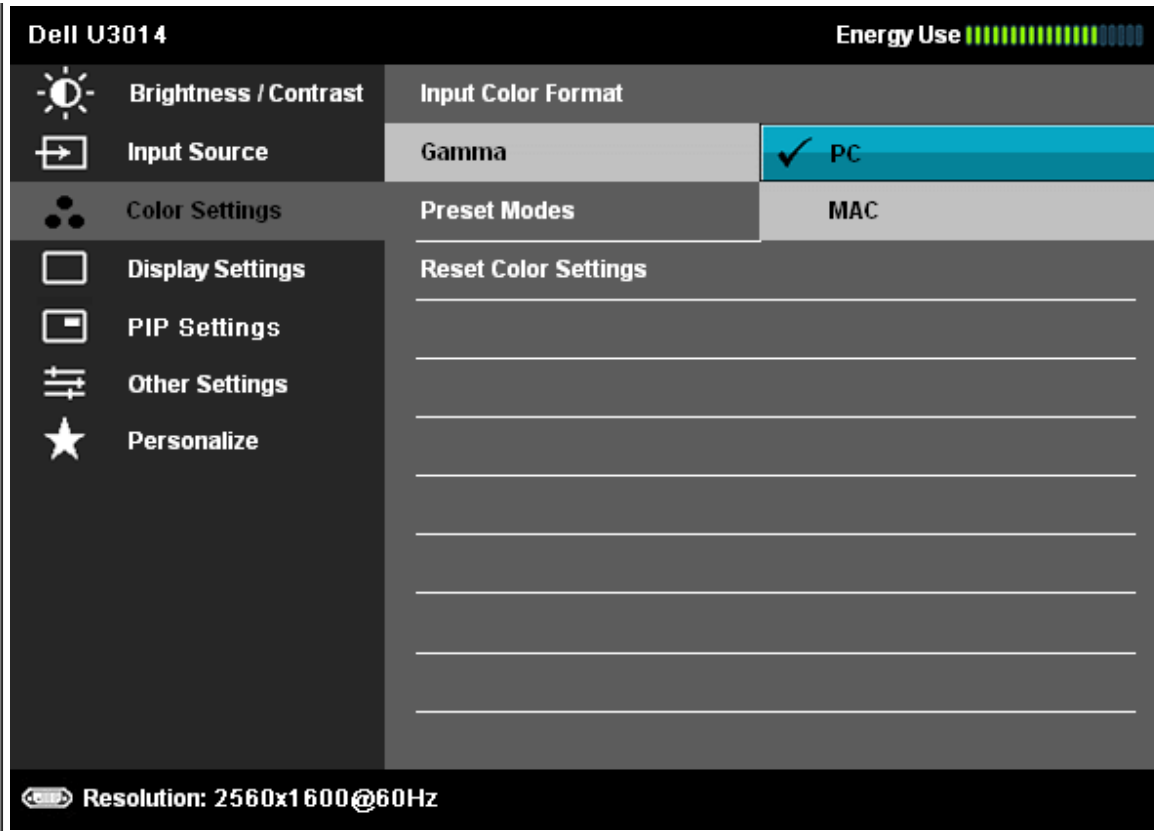 Dell U3014 Energy Use
Brightness / Contrast Input Color Format
Input Source Gamma PC
Color Settings Preset Modes MAC
Display Settings Reset Color Settings
PIP Settings
Other Settings
Personalize
Resolution: 2560x1600@60Hz